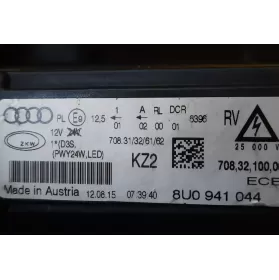 PL E9 12,5 ← 1 A RL DCR 6396 RV
01 02 00 01
ZKW 12V 708.31/32/61/62 25 000 V
1*(D3S, KZ2 708,32,100,0
(PWY24W,LED) ECE
Made in Austria 12.06.15 07:39:40 8U0 941 044